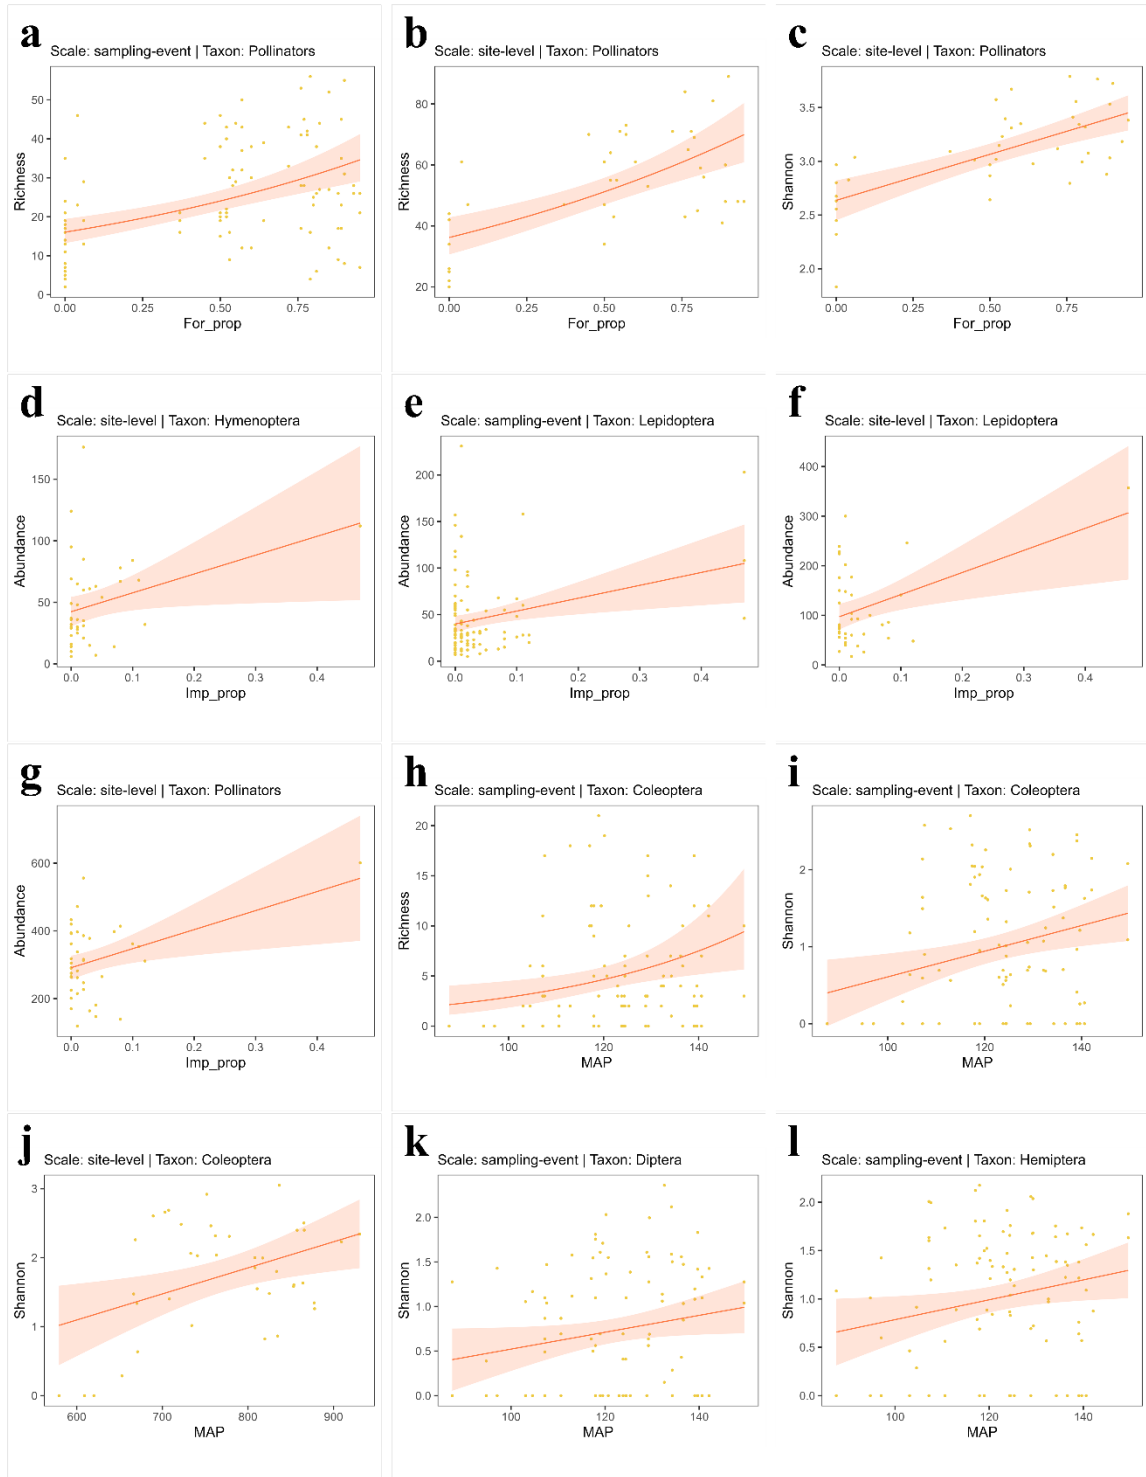 a
Scale: sampling-event | Taxon: Pollinators
Richness
50
40
30
20
10
0
0.00 0.25 0.50 0.75
For_prop
b
Scale: site-level | Taxon: Pollinators
Richness
80
60
40
20
0.00 0.25 0.50 0.75
For_prop
c
Scale: site-level | Taxon: Pollinators
Shannon
3.5
3.0
2.5
2.0
0.00 0.25 0.50 0.75
For_prop
d
Scale: site-level | Taxon: Hymenoptera
Abundance
150
100
50
0
0.0 0.1 0.2 0.3 0.4
Imp_prop
e
Scale: sampling-event | Taxon: Lepidoptera
Abundance
200
150
100
50
0
0.0 0.1 0.2 0.3 0.4
Imp_prop
f
Scale: site-level | Taxon: Lepidoptera
Abundance
400
300
200
100
0
0.0 0.1 0.2 0.3 0.4
Imp_prop
g
Scale: site-level | Taxon: Pollinators
Abundance
600
400
200
0.0 0.1 0.2 0.3 0.4
Imp_prop
h
Scale: sampling-event | Taxon: Coleoptera
Richness
20
15
10
5
0
100 120 140
MAP
i
Scale: sampling-event | Taxon: Coleoptera
Shannon
2
1
0
100 120 140
MAP
j
Scale: site-level | Taxon: Coleoptera
Shannon
3
2
1
0
600 700 800 900
MAP
k
Scale: sampling-event | Taxon: Diptera
Shannon
2.0
1.5
1.0
0.5
0.0
100 120 140
MAP
l
Scale: sampling-event | Taxon: Hemiptera
Shannon
2.0
1.5
1.0
0.5
0.0
100 120 140
MAP